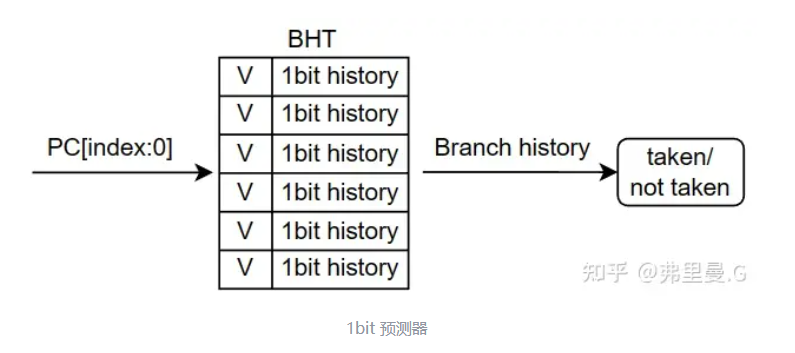 BHT
V 1bit history
V 1bit history
PC[index:0] V 1bit history Branch history taken/
V 1bit history not taken
V 1bit history
V 1bit history
知乎 @弗里曼.G
1bit 预测器